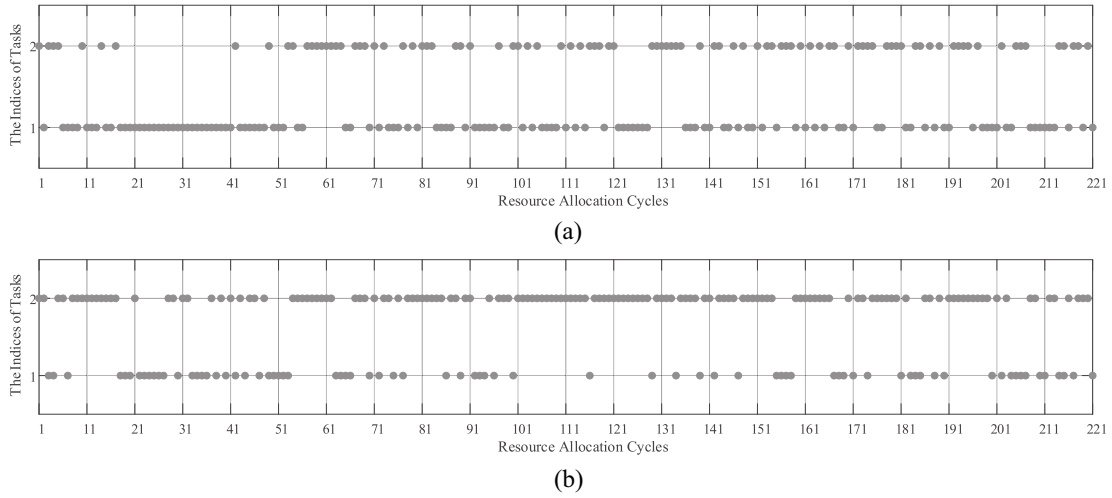 The Indices of Tasks
2
1
1 11 21 31 41 51 61 71 81 91 101 111 121 131 141 151 161 171 181 191 201 211 221
Resource Allocation Cycles
(a)
The Indices of Tasks
2
1
1 11 21 31 41 51 61 71 81 91 101 111 121 131 141 151 161 171 181 191 201 211 221
Resource Allocation Cycles
(b)